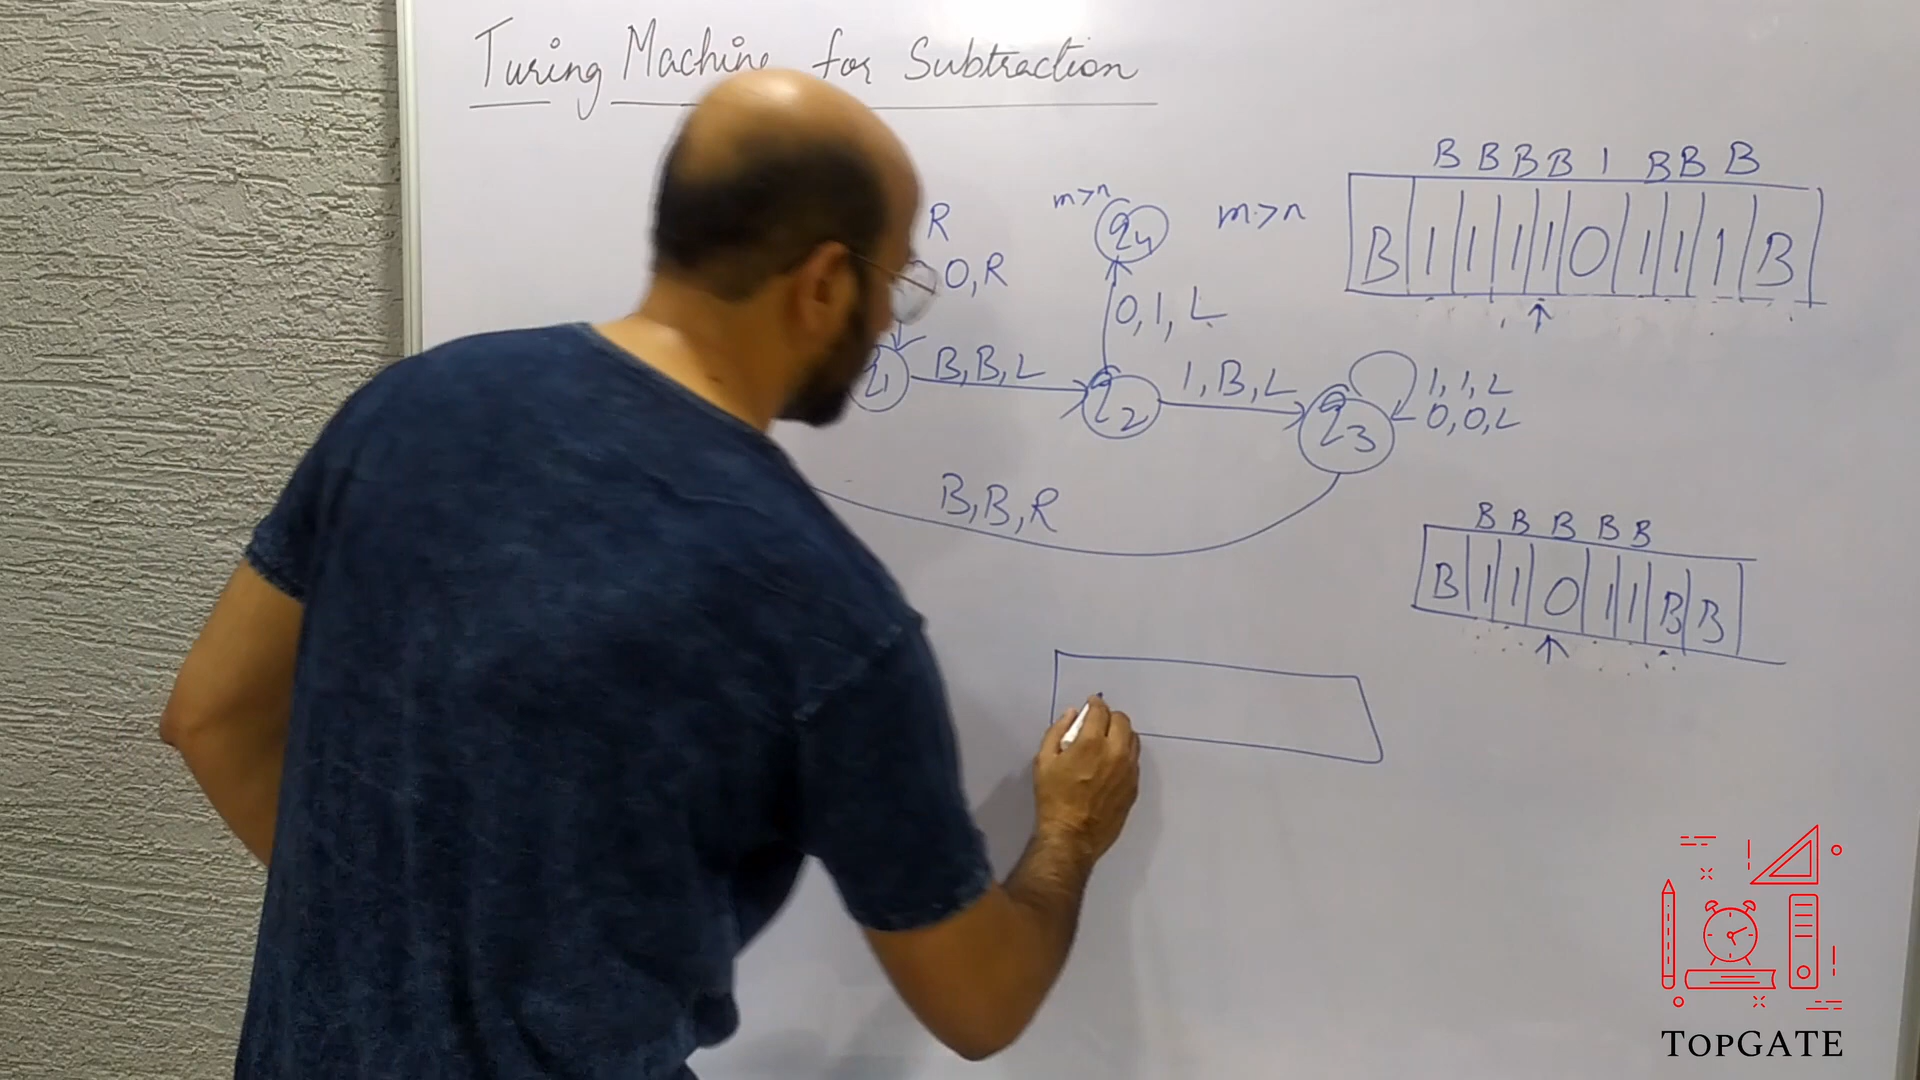 Turing Machine for Subtraction
B B B B 1 B B B
B 1 1 1 1 0 1 1 1 B
m>n
m>n
q4
R
0,R
0,1,L
q1
B,B,L
q2
1,B,L
q3
1,1,L
0,0,L
B,B,R
B B B B B
B 1 1 0 1 1 B B
TOPGATE